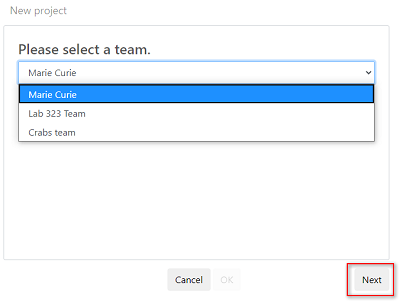 New project
Please select a team.
Marie Curie
Marie Curie
Lab 323 Team
Crabs team
Cancel OK Next